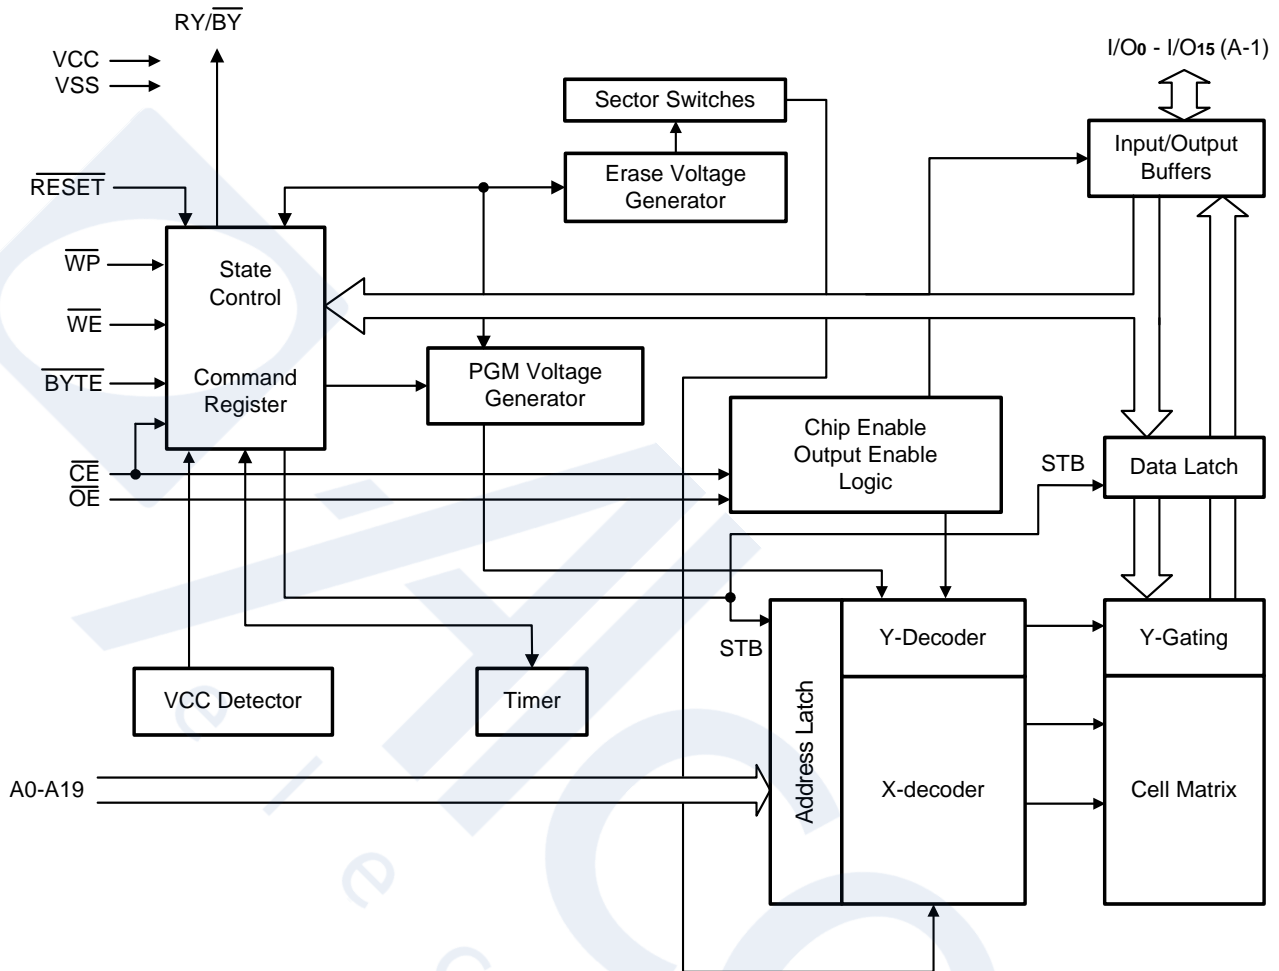 RY/BY
VCC
VSS
I/O0 - I/O15 (A-1)
Sector Switches
Input/Output
Buffers
Erase Voltage
Generator
RESET
WP
State
Control
WE
BYTE
Command
Register
PGM Voltage
Generator
Chip Enable
Output Enable
Logic
CE
OE
STB
Data Latch
STB
Y-Decoder
Y-Gating
VCC Detector
Timer
Address Latch
A0-A19
X-decoder
Cell Matrix